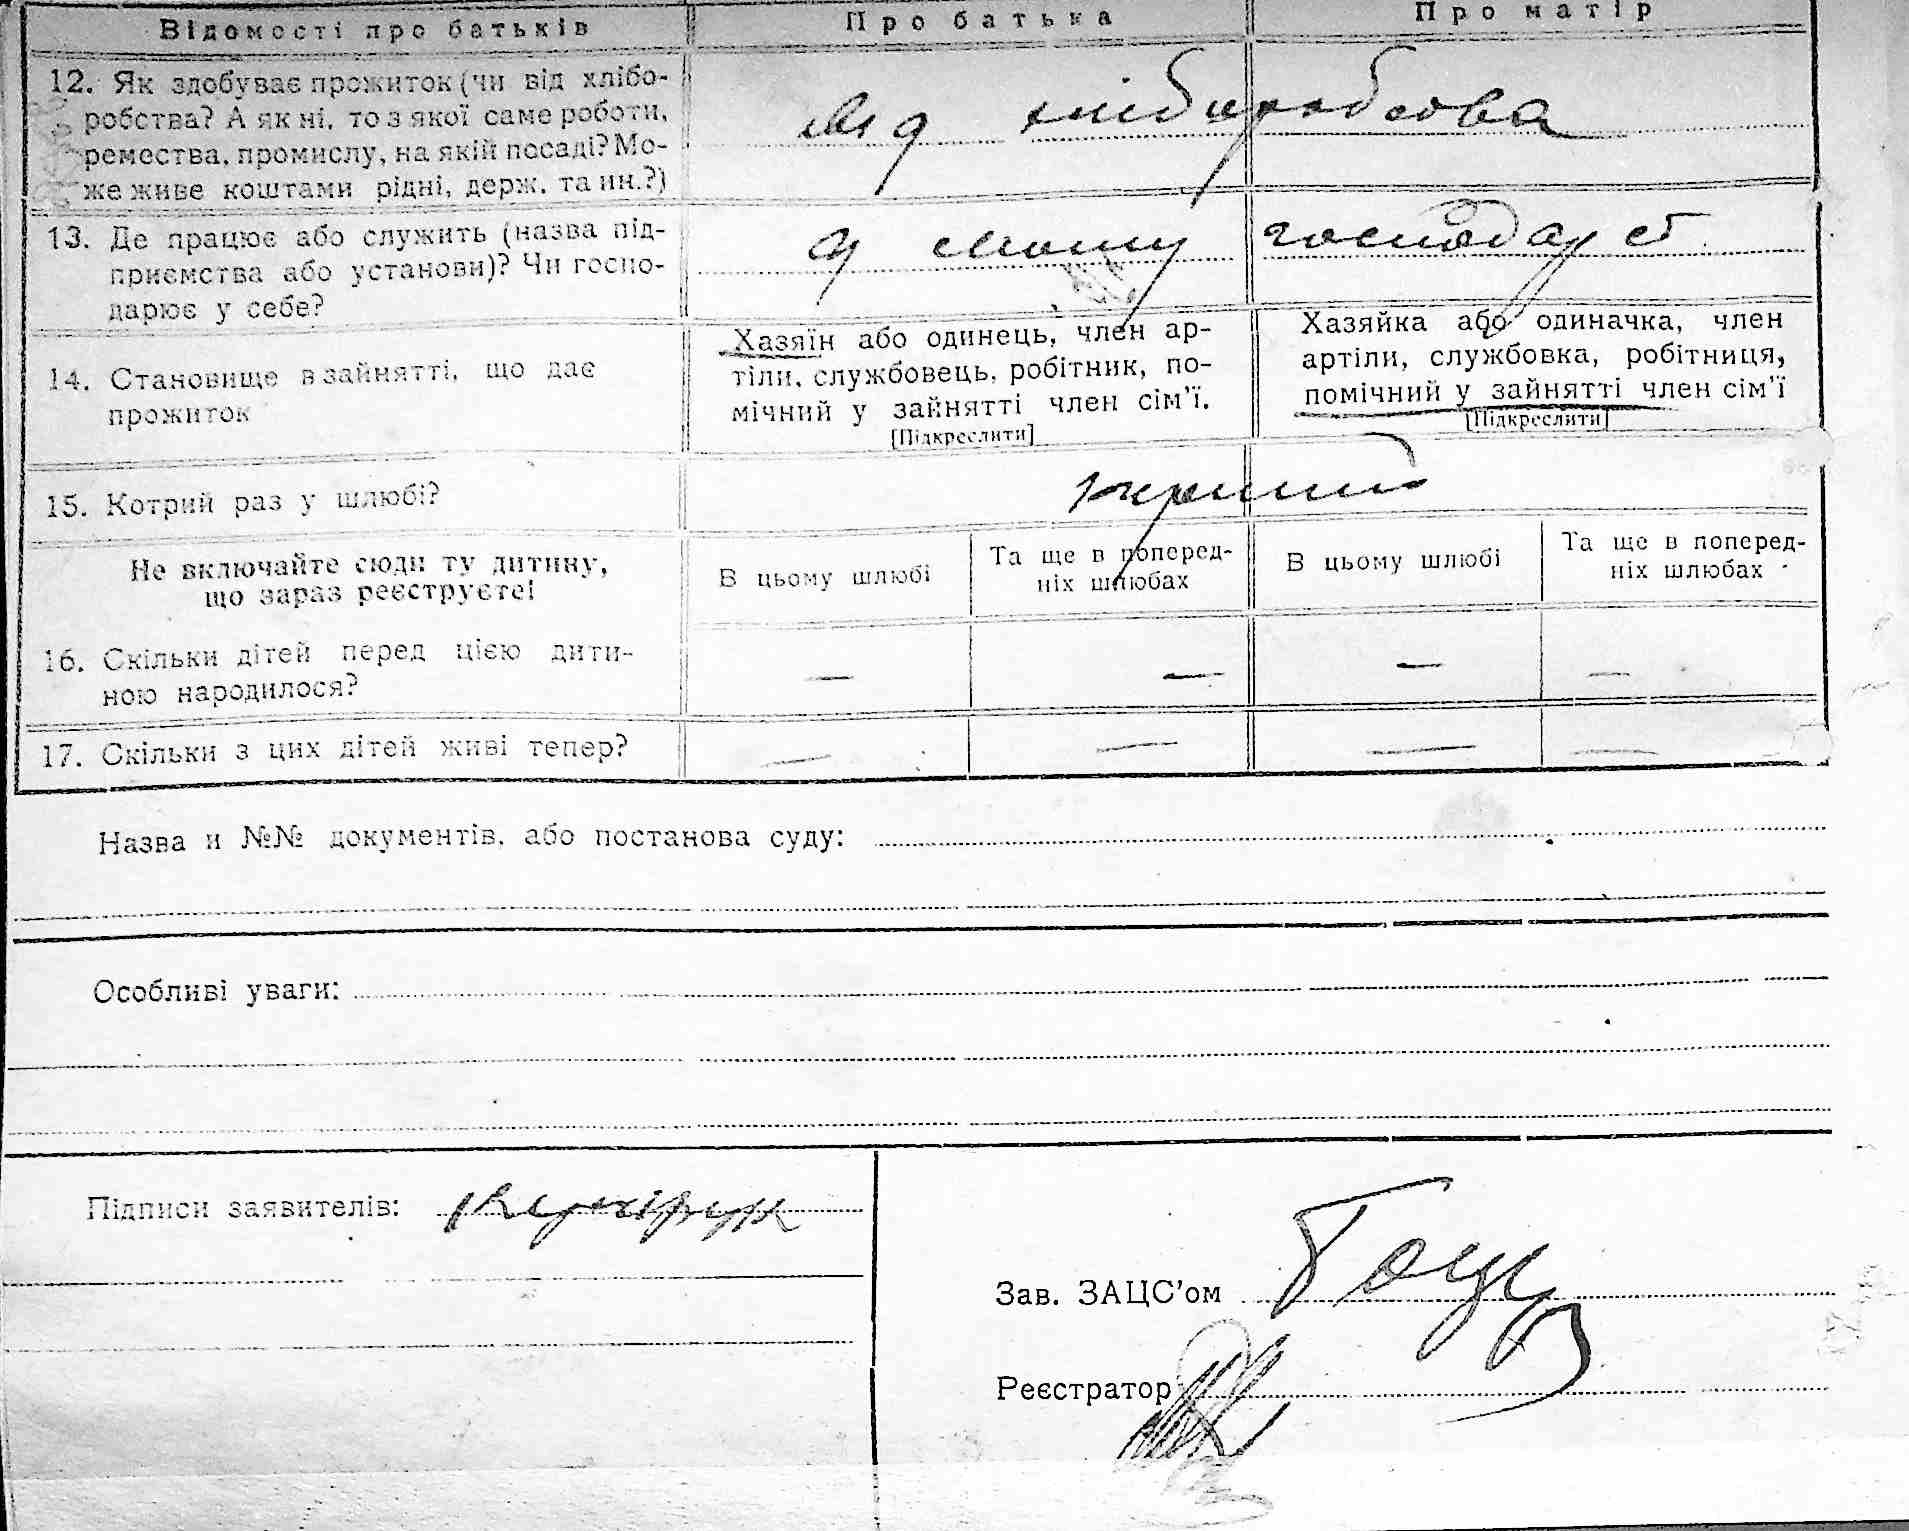 Відомості про батьків Про батька Про матір
12. Як здобуває прожиток (чи від хлібо-
робства? А як ні, то з якої саме роботи,
ремества, промислу, на якій посаді? Мо-
же живе коштами рідні, держ. та ин.?)
від хліборобства
13. Де працює або служить (назва під-
приємства або установи)? Чи госпо-
дарює у себе?
у свому господарст
14. Становище в зайнятті, що дає
прожиток
Хазяїн або одинець, член ар-
тіли, службовець, робітник, по-
мічний у зайнятті член сім'ї.
[Підкреслити]
Хазяйка або одиначка, член
артіли, службовка, робітниця,
помічний у зайнятті член сім'ї
[Підкреслити]
15. Котрий раз у шлюбі?
перший
Не включайте сюди ту дитину,
що зараз реєструєте!
В цьому шлюбі
Та ще в поперед-
ніх шлюбах
В цьому шлюбі
Та ще в поперед-
ніх шлюбах
16. Скільки дітей перед цією дити-
ною народилося?
— — — —
17. Скільки з цих дітей живі тепер?
— — — —
Назва и №№ документів, або постанова суду:
Особливі уваги:
Підписи заявителів:
Зав. ЗАЦС'ом
Реєстратор